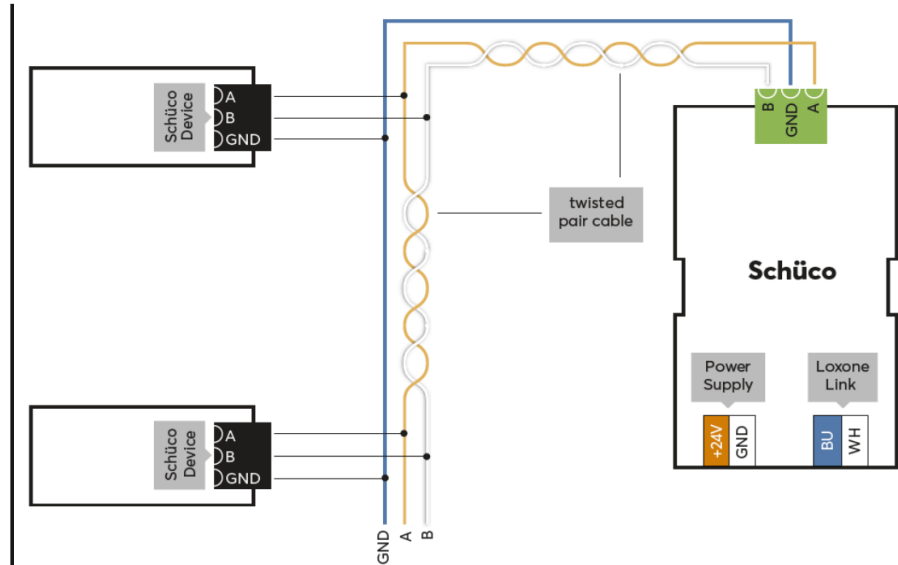 Schüco
Device
A
B
GND
B
GND
A
twisted
pair cable
Schüco
Power
Supply
Loxone
Link
+24V
GND
BU
WH
Schüco
Device
A
B
GND
GND
A
B